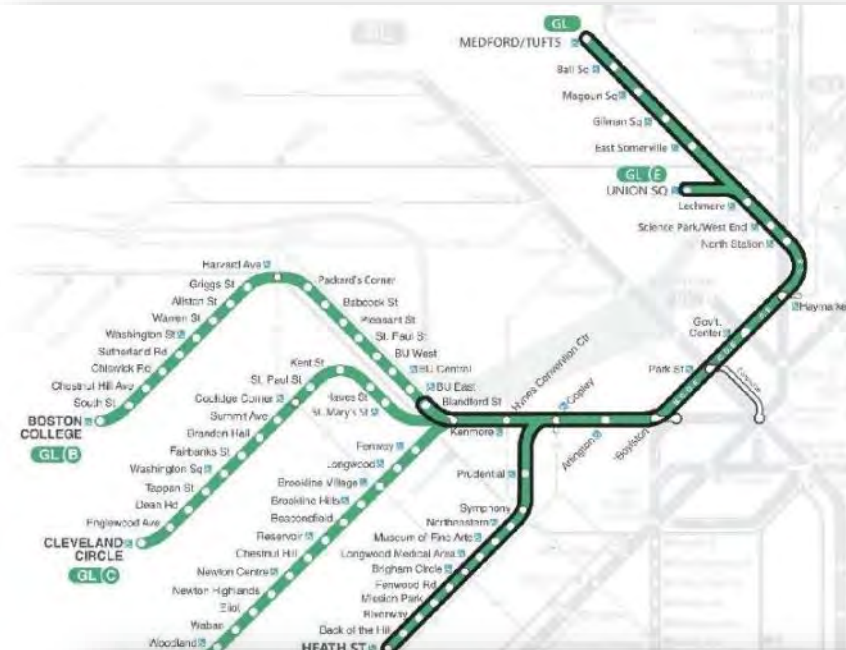 GL
MEDFORD/TUFTS
Ball Sq
Magoun Sq
Gilman Sq
East Somerville
GL E
UNION SQ
Lechmere
Science Park/West End
North Station
Haymarke
Gov't.
Center
Park St
Boylston
Arlington
Copley
Hynes Convention Ctr
Kenmore
Blandford St
BU East
BU Central
BU West
St. Paul St
Pleasant St
Babcock St
Packard's Corner
Harvard Ave
Griggs St
Allston St
Warren St
Washington St
Sutherland Rd
Chiswick Rd
Chestnut Hill Ave
South St
BOSTON
COLLEGE
GL B
St. Mary's St
Hawes St
Kent St
St. Paul St
Coolidge Corner
Summit Ave
Brandon Hall
Fairbanks St
Washington Sq
Tappan St
Dean Rd
Englewood Ave
CLEVELAND
CIRCLE
GL C
Fenway
Longwood
Brookline Village
Brookline Hills
Beaconsfield
Reservoir
Chestnut Hill
Newton Centre
Newton Highlands
Eliot
Waban
Woodland
Prudential
Symphony
Northeastern
Museum of Fine Arts
Longwood Medical Area
Brigham Circle
Fenwood Rd
Mission Park
Riverway
Back of the Hill
HEATH ST